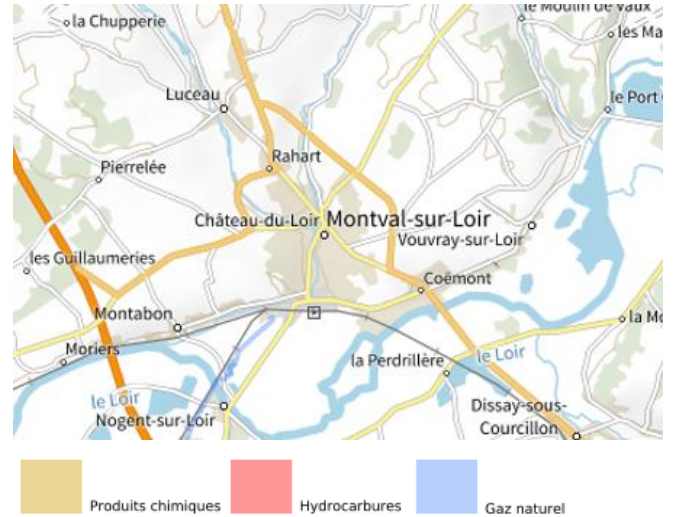 le Moulin de Vaux
la Chupperie
les Ma
Luceau
le Port
Rahart
Pierrelée
Château-du-Loir
Montval-sur-Loir
Vouvray-sur-Loir
les Guillaumeries
Coëmont
Montabon
la Mo
Moriers
la Perdrillère
le Loir
le Loir
Nogent-sur-Loir
Dissay-sous-
Courcillon
Produits chimiques
Hydrocarbures
Gaz naturel